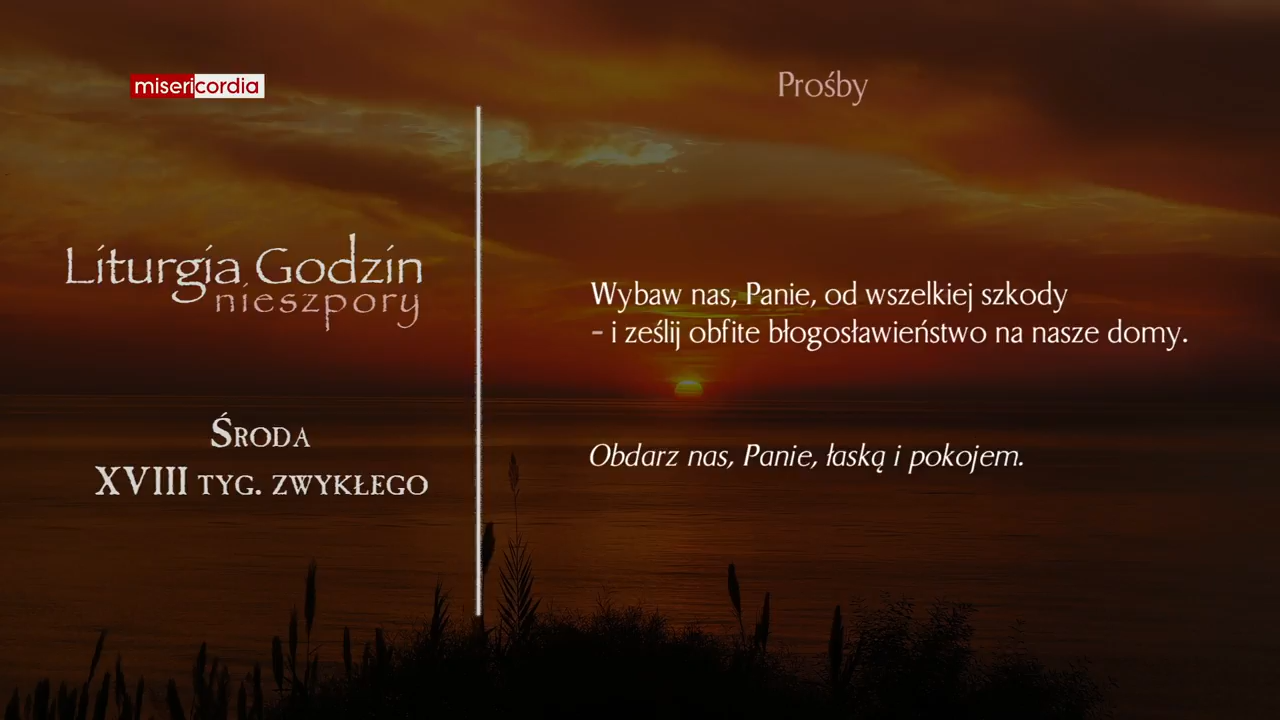 misericordia
Prośby
Liturgia Godzin
nieszpory
Wybaw nas, Panie, od wszelkiej szkody
- i ześlij obfite błogosławieństwo na nasze domy.
Środa
XVIII tyg. zwykłego
Obdarz nas, Panie, łaską i pokojem.